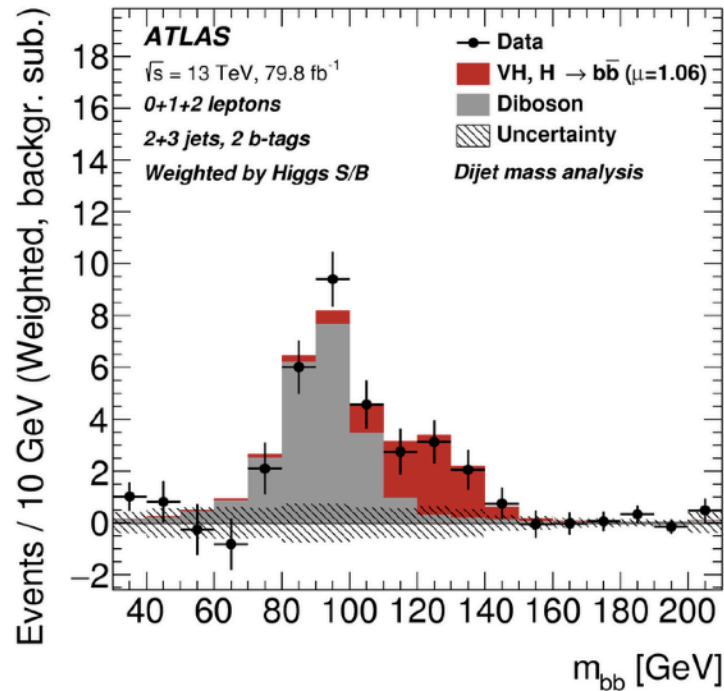 ATLAS
√s = 13 TeV, 79.8 fb⁻¹
0+1+2 leptons
2+3 jets, 2 b-tags
Weighted by Higgs S/B
Data
VH, H → bb̄ (μ=1.06)
Diboson
Uncertainty
Dijet mass analysis
Events / 10 GeV (Weighted, backgr. sub.)
18
16
14
12
10
8
6
4
2
0
−2
40 60 80 100 120 140 160 180 200
m_bb [GeV]